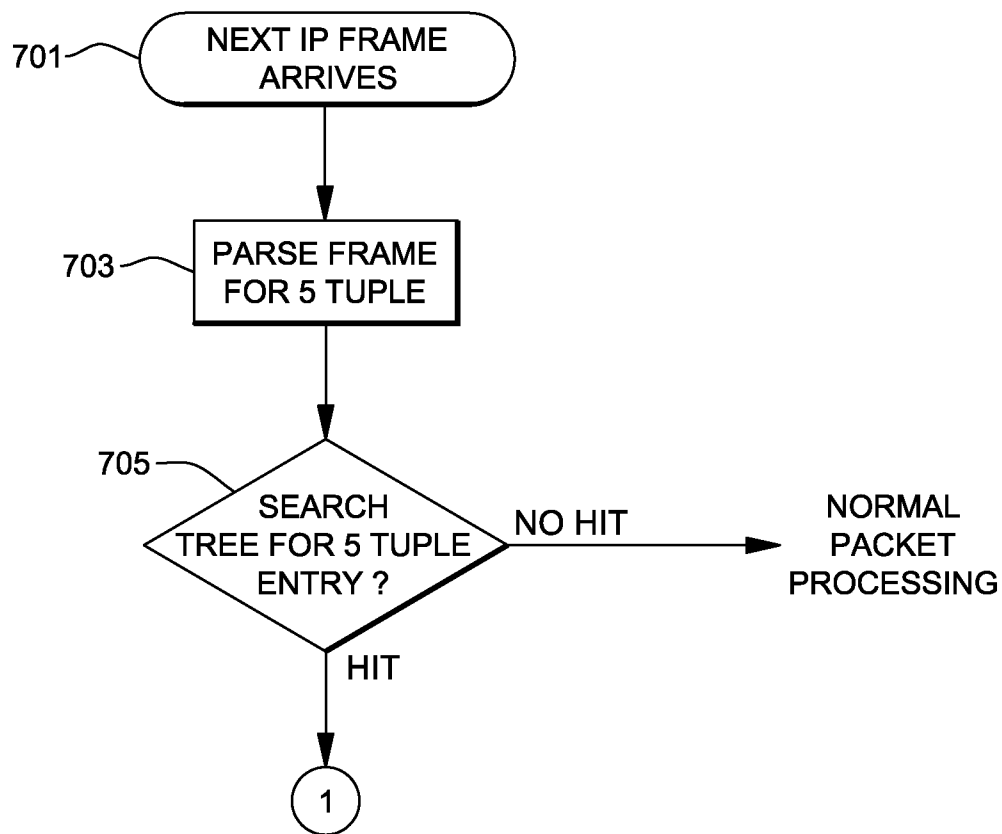 701
NEXT IP FRAME
ARRIVES
703
PARSE FRAME
FOR 5 TUPLE
705
SEARCH
TREE FOR 5 TUPLE
ENTRY ?
NO HIT
NORMAL
PACKET
PROCESSING
HIT
1